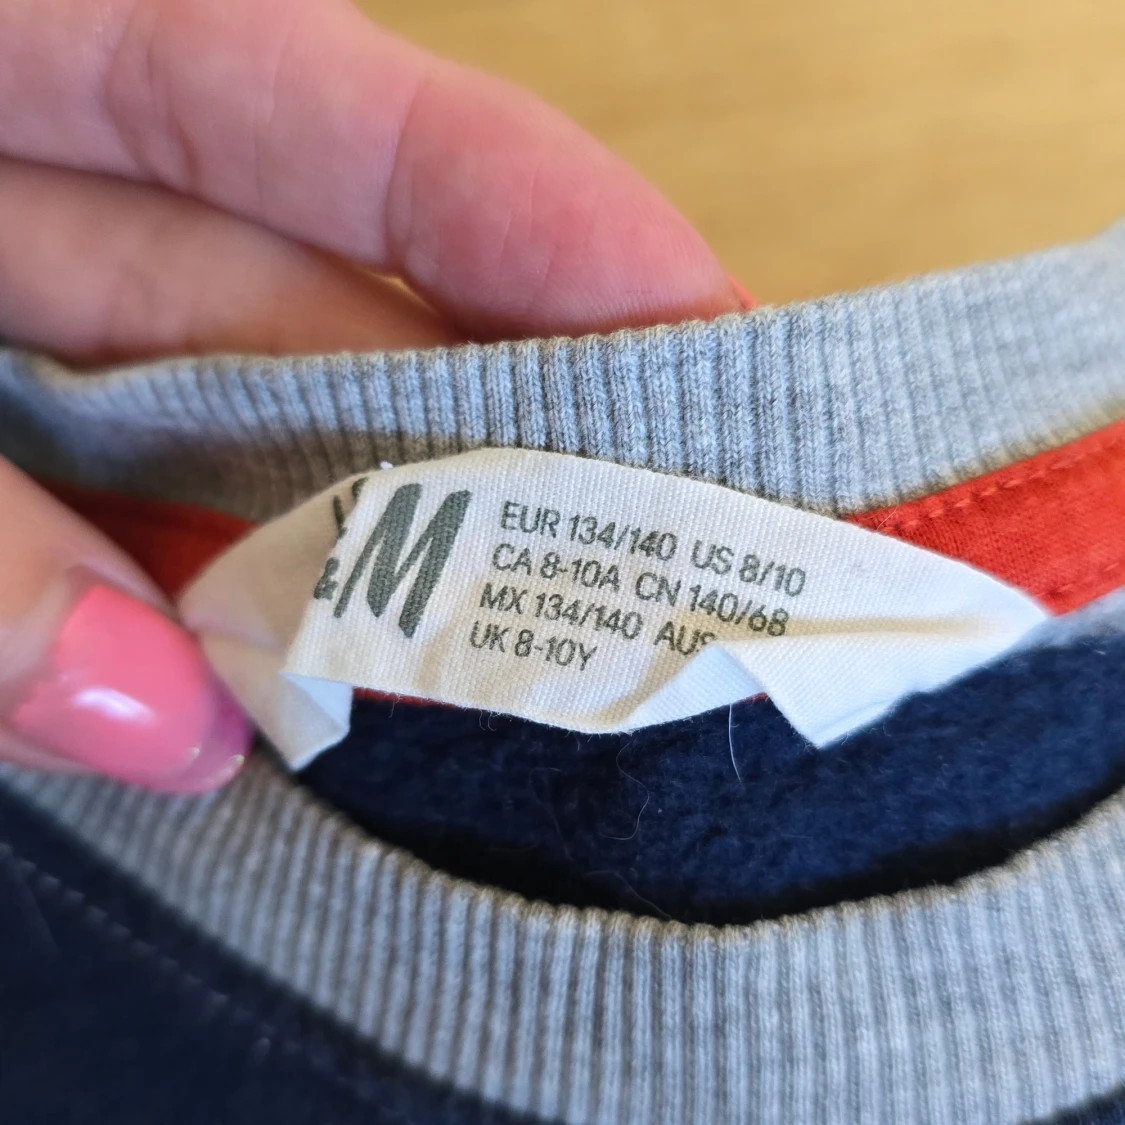 &M
EUR 134/140 US 8/10
CA 8-10A CN 140/68
MX 134/140 AUS
UK 8-10Y